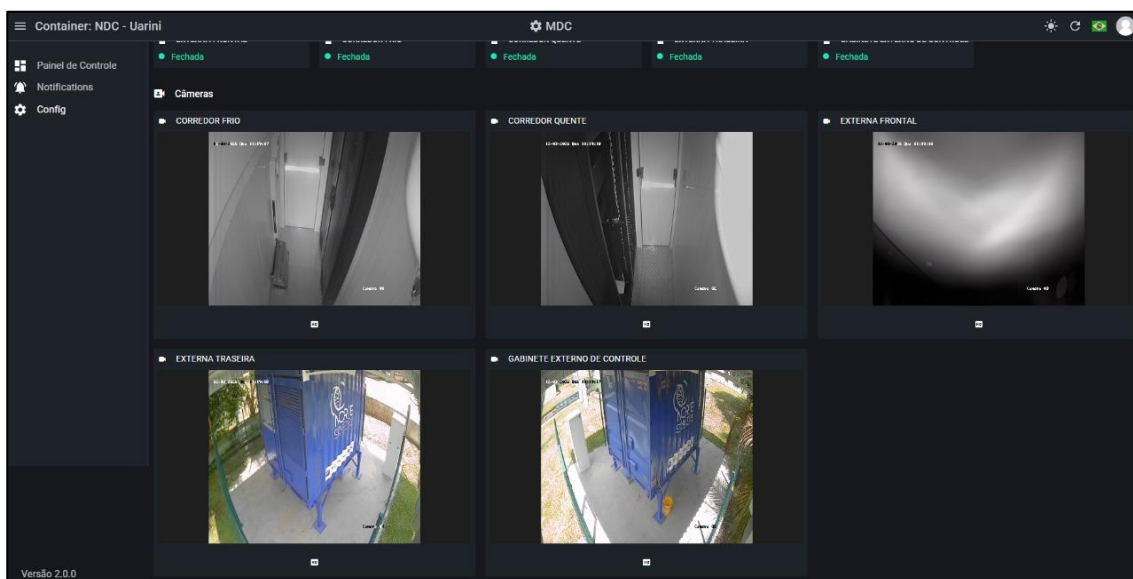 Container: NDC - Uarini
MDC
Painel de Controle
Notifications
Config
Fechada
Fechada
Fechada
Fechada
Fechada
Câmeras
CORREDOR FRIO
CORREDOR QUENTE
EXTERNA FRONTAL
EXTERNA TRASEIRA
GABINETE EXTERNO DE CONTROLE
Versão 2.0.0